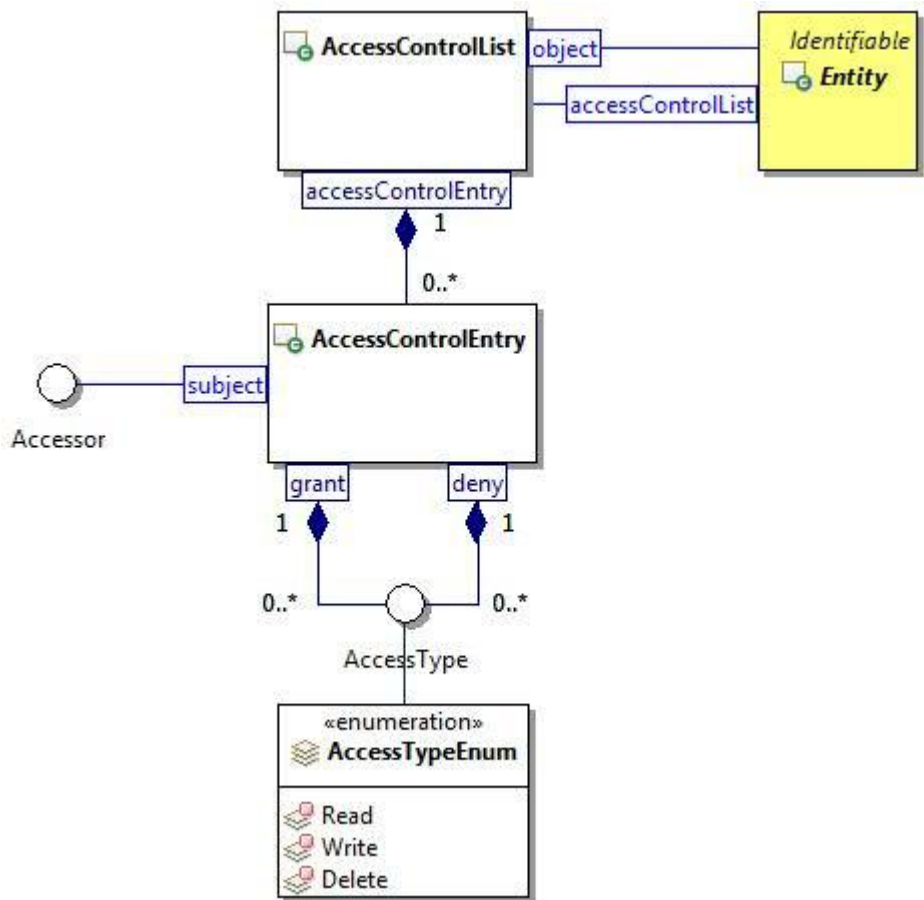 AccessControlList
object
Identifiable
Entity
accessControlList
accessControlEntry
1
0..*
AccessControlEntry
subject
Accessor
grant
deny
1
1
0..*
0..*
AccessType
«enumeration»
AccessTypeEnum
Read
Write
Delete